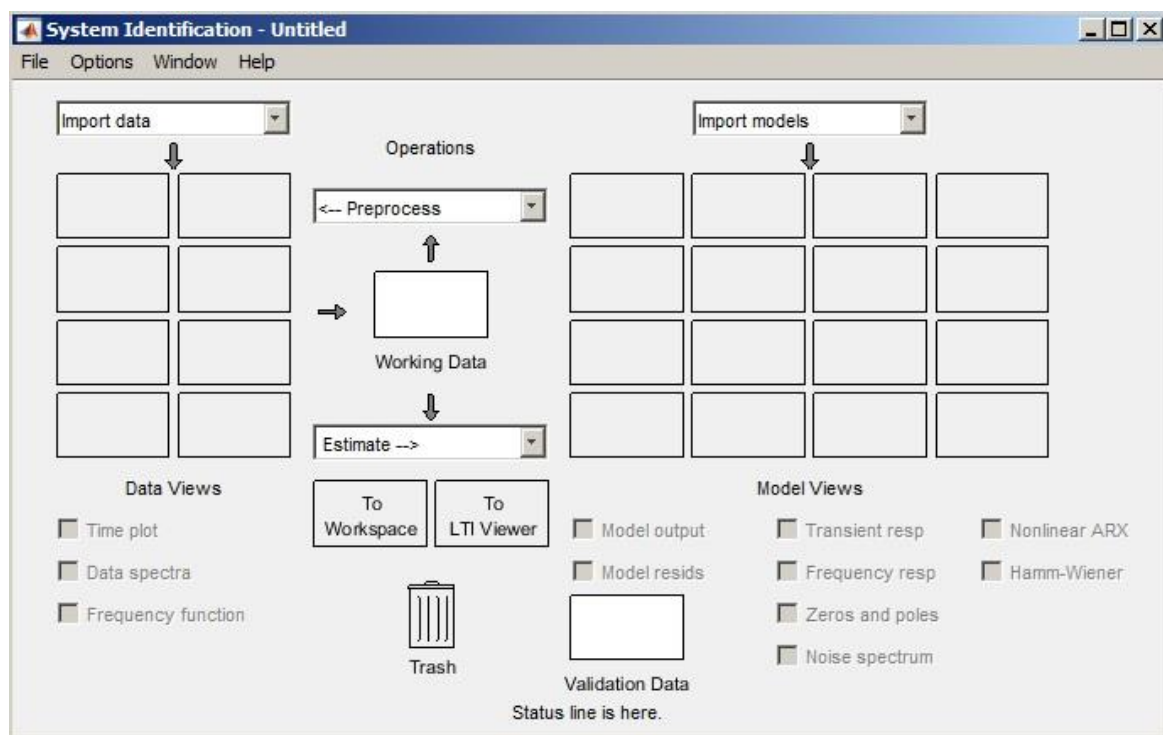 System Identification - Untitled
File Options Window Help
Import data
Import models
Operations
<-- Preprocess
Working Data
Estimate -->
Data Views
To
Workspace
To
LTI Viewer
Model Views
Time plot
Data spectra
Frequency function
Model output
Model resids
Transient resp
Frequency resp
Zeros and poles
Noise spectrum
Nonlinear ARX
Hamm-Wiener
Trash
Validation Data
Status line is here.